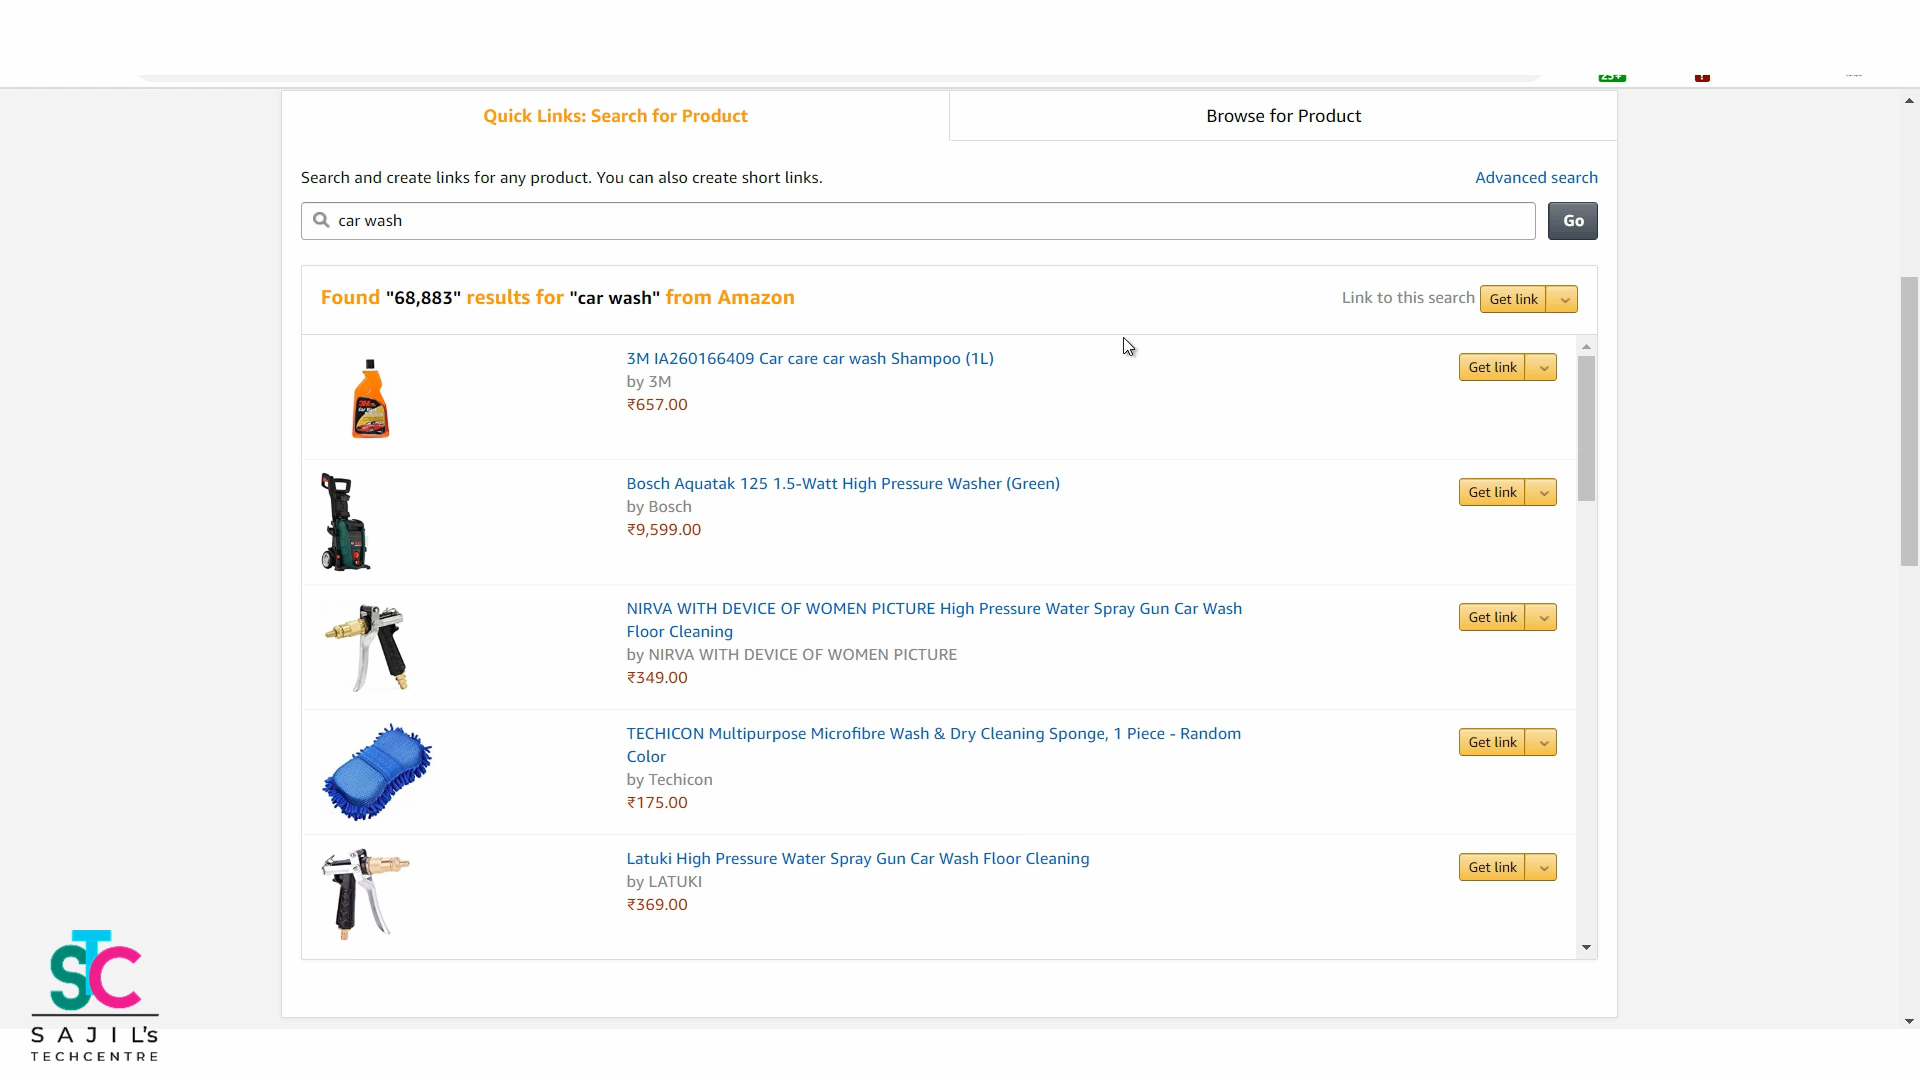 Quick Links: Search for Product
Browse for Product
Search and create links for any product. You can also create short links.
Advanced search
car wash
Go
Found "68,883" results for "car wash" from Amazon
Link to this search
Get link
3M IA260166409 Car care car wash Shampoo (1L)
by 3M
₹657.00
Get link
Bosch Aquatak 125 1.5-Watt High Pressure Washer (Green)
by Bosch
₹9,599.00
Get link
NIRVA WITH DEVICE OF WOMEN PICTURE High Pressure Water Spray Gun Car Wash
Floor Cleaning
by NIRVA WITH DEVICE OF WOMEN PICTURE
₹349.00
Get link
TECHICON Multipurpose Microfibre Wash & Dry Cleaning Sponge, 1 Piece - Random
Color
by Techicon
₹175.00
Get link
Latuki High Pressure Water Spray Gun Car Wash Floor Cleaning
by LATUKI
₹369.00
Get link
STC
SAJIL's
TECHCENTRE